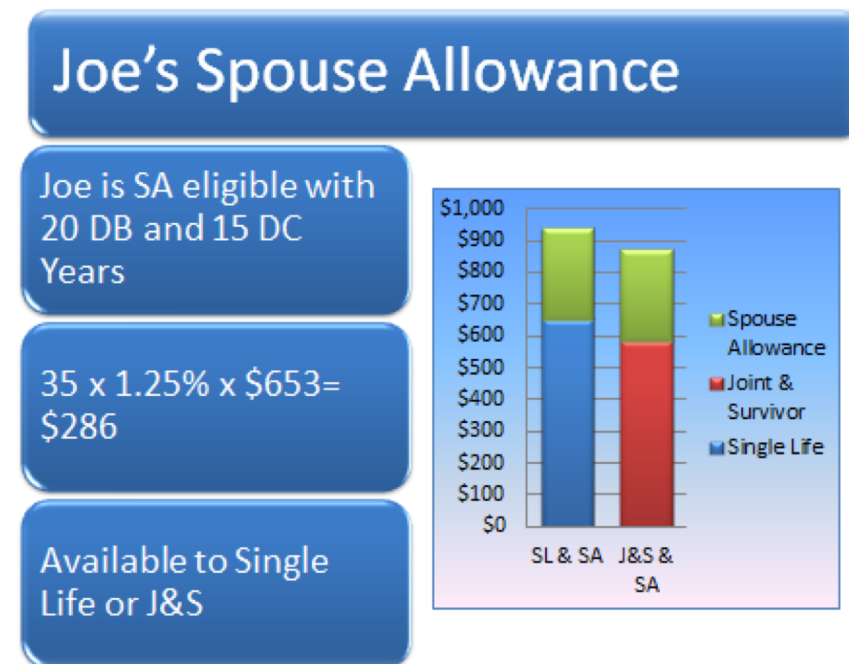 Joe's Spouse Allowance
Joe is SA eligible with
20 DB and 15 DC
Years
35 x 1.25% x $653=
$286
Available to Single
Life or J&S
$1,000
$900
$800
$700
$600
$500
$400
$300
$200
$100
$0
SL & SA
J&S &
SA
Spouse
Allowance
Joint &
Survivor
Single Life